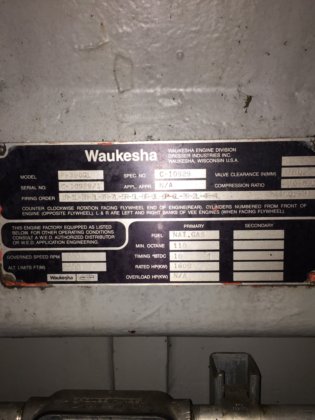 Waukesha
WAUKESHA ENGINE DIVISION
DRESSER INDUSTRIES INC.
WAUKESHA, WISCONSIN U.S.A.
MODEL
SPEC NO. C-10929
VALVE CLEARANCE IN(MM)
SERIAL NO.
APPL. APPR. N/A
COMPRESSION RATIO
FIRING ORDER
COUNTER CLOCKWISE ROTATION FACING FLYWHEEL END OF ENGINE(REAR). CYLINDERS NUMBERED FROM FRONT OF
ENGINE (OPPOSITE FLYWHEEL) L & R ARE LEFT AND RIGHT BANKS OF VEE ENGINES (WHEN FACING FLYWHEEL)
THIS ENGINE FACTORY EQUIPPED AS LISTED
BELOW FOR OTHER OPERATING CONDITIONS
CONSULT A W.E.D. AUTHORIZED DISTRIBUTOR
OR W.E.D. APPLICATION ENGINEERING
GOVERNED SPEED RPM
ALT LIMITS FT(M)
Waukesha
PRIMARY
SECONDARY
FUEL NAT.GAS
MIN. OCTANE
TIMING °BTDC
RATED HP(KW)
OVERLOAD HP(KW) N/A